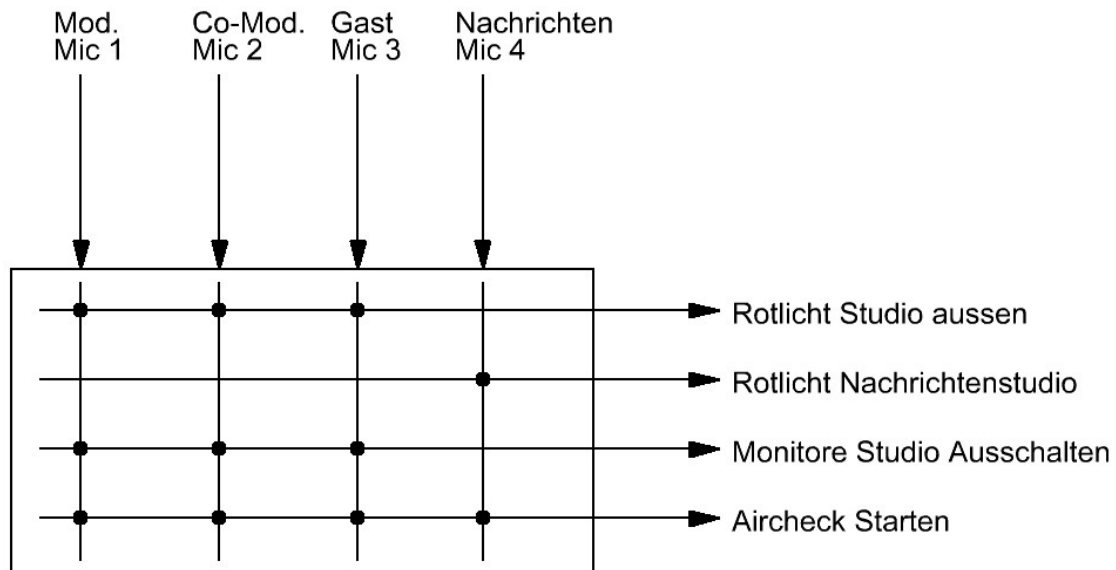 Mod. Co-Mod. Gast Nachrichten
Mic 1 Mic 2 Mic 3 Mic 4
Rotlicht Studio aussen
Rotlicht Nachrichtenstudio
Monitore Studio Ausschalten
Aircheck Starten